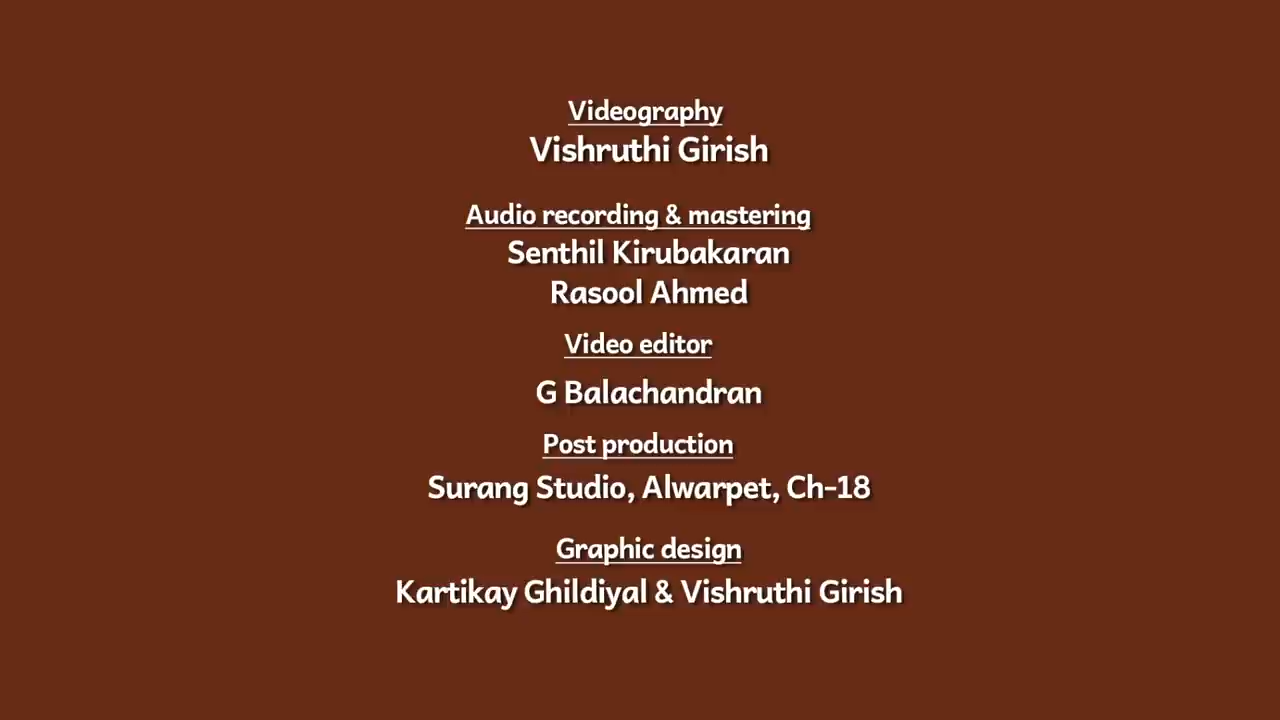 Videography
Vishruthi Girish
Audio recording & mastering
Senthil Kirubakaran
Rasool Ahmed
Video editor
G Balachandran
Post production
Surang Studio, Alwarpet, Ch-18
Graphic design
Kartikay Ghildiyal & Vishruthi Girish